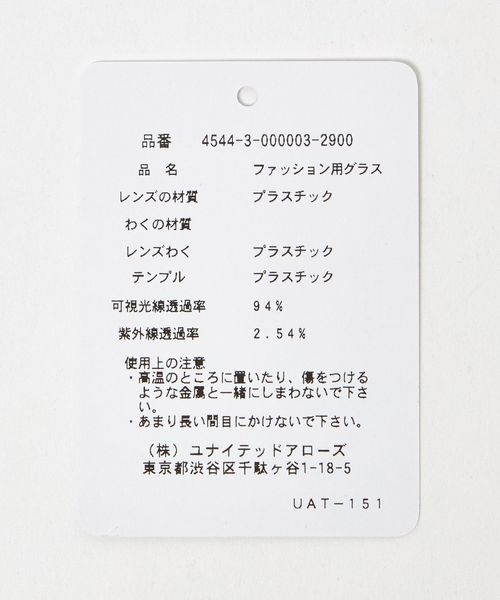 品番 4544-3-000003-2900
品 名 ファッション用グラス
レンズの材質 プラスチック
わくの材質
レンズわく プラスチック
テンプル プラスチック
可視光線透過率 94%
紫外線透過率 2.54%
使用上の注意
・高温のところに置いたり、傷をつける
ような金属と一緒にしまわないで下さ
い。
・あまり長い間目にかけないで下さい。
(株) ユナイテッドアローズ
東京都渋谷区千駄ヶ谷1-18-5
UAT-151